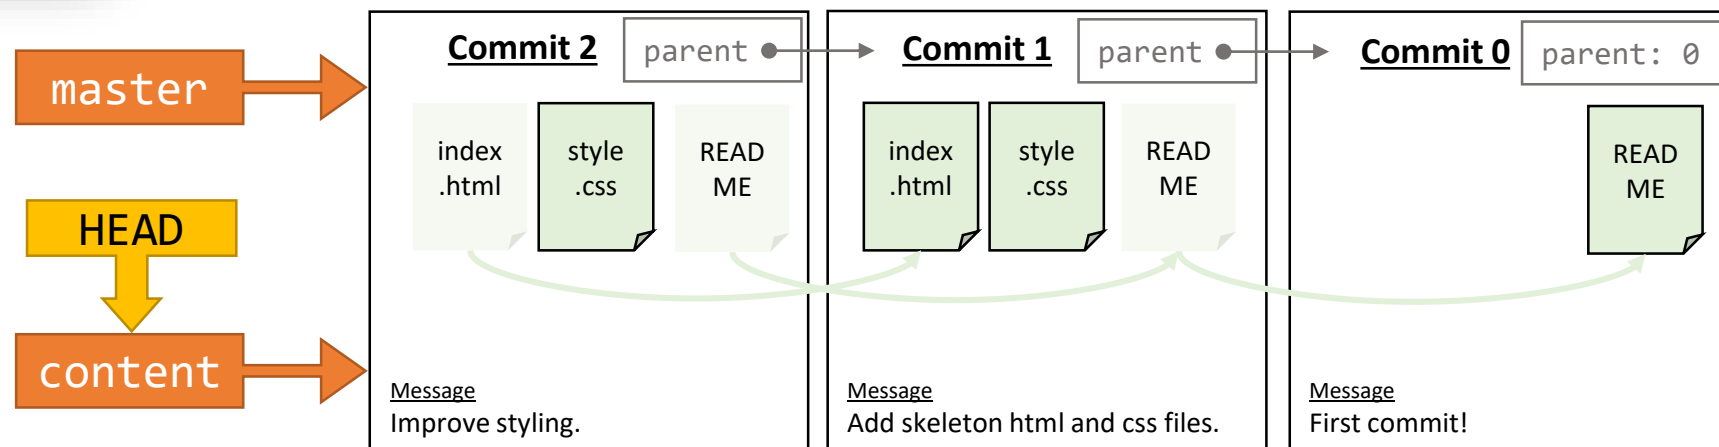 master
HEAD
content
Commit 2
parent
index
.html
style
.css
READ
ME
Message
Improve styling.
Commit 1
parent
index
.html
style
.css
READ
ME
Message
Add skeleton html and css files.
Commit 0
parent: 0
READ
ME
Message
First commit!